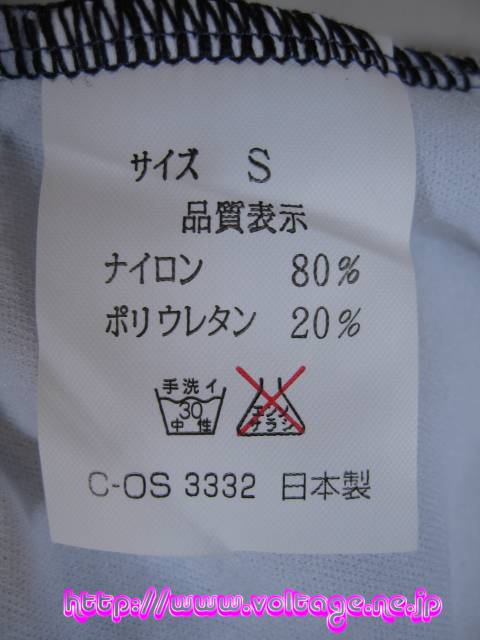 サイズ S
品質表示
ナイロン 80%
ポリウレタン 20%
手洗イ
30
中性
エンソ
サラシ
C-OS 3332 日本製
http://www.voltage.ne.jp